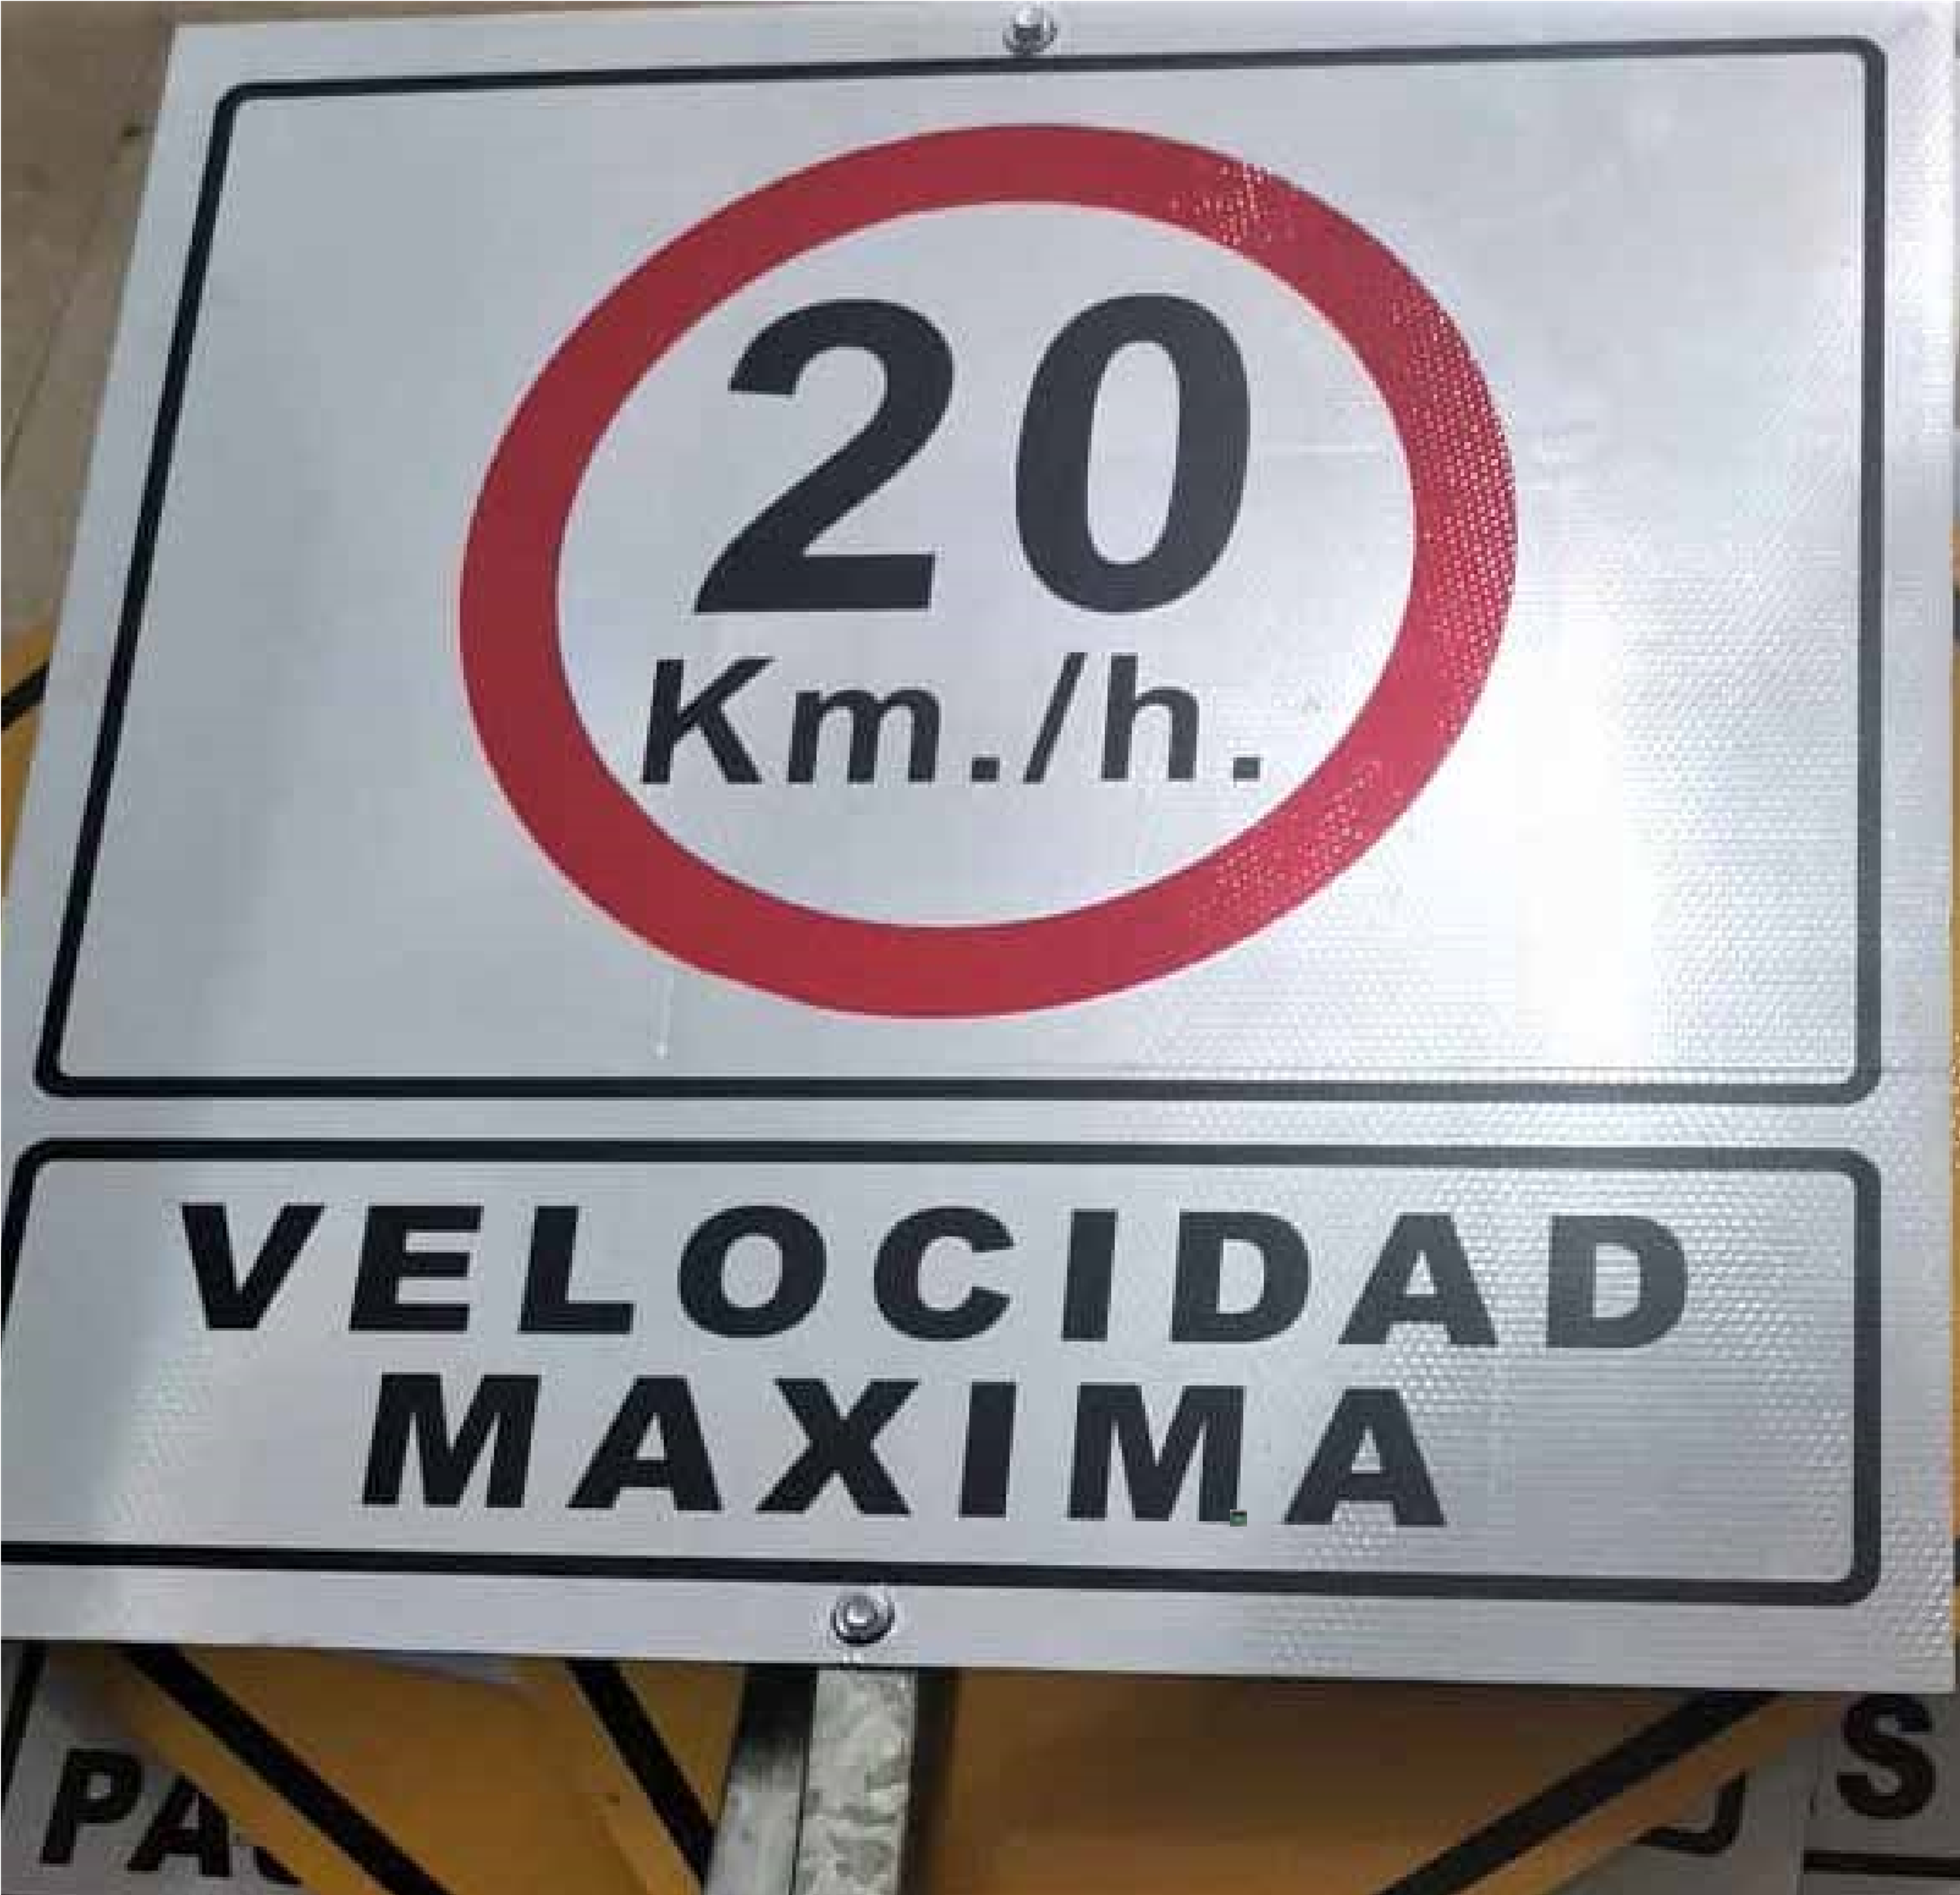 20
Km./h.
VELOCIDAD
MAXIMA
S